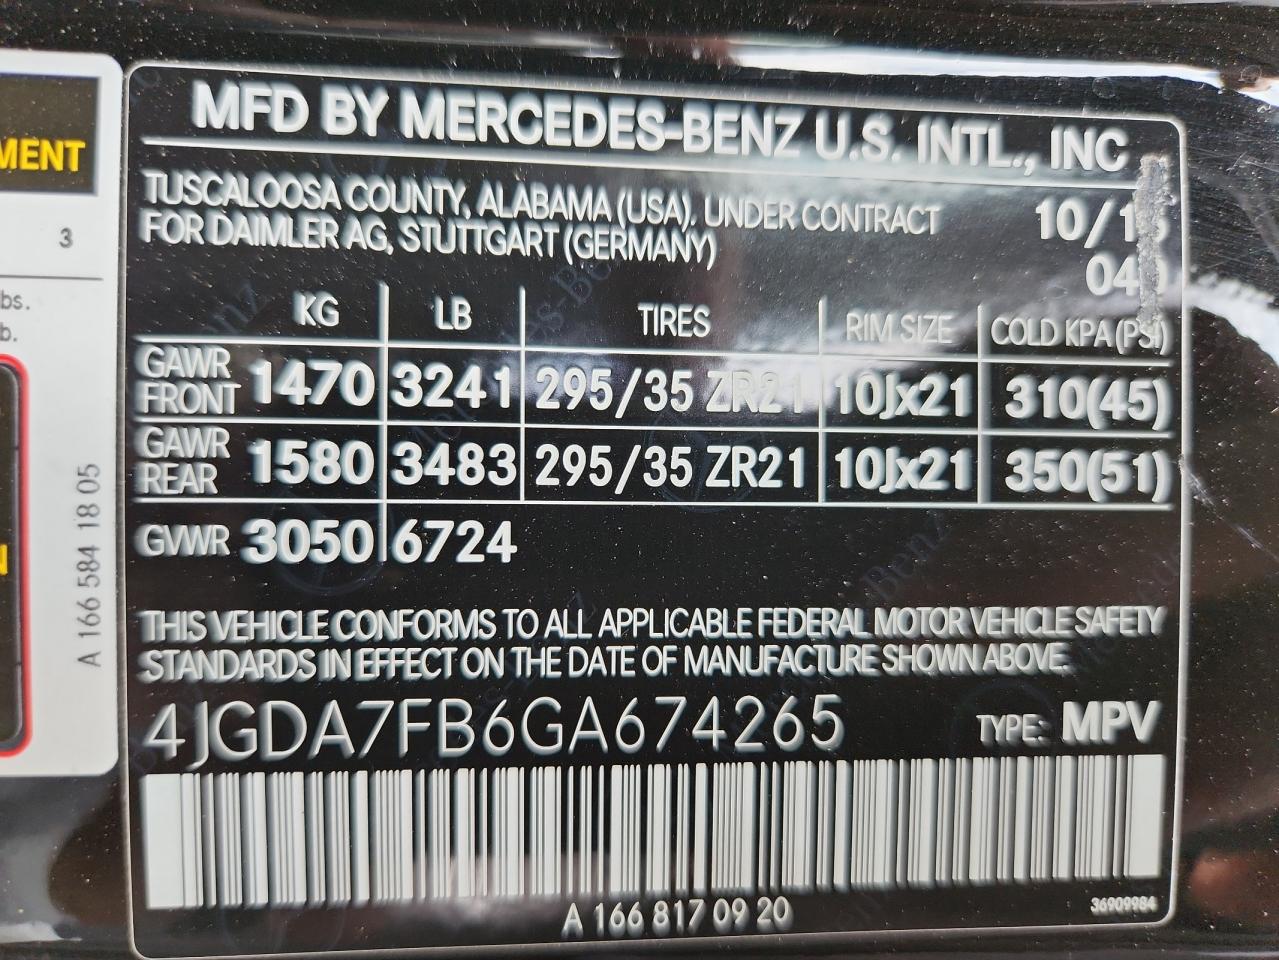 MENT
3
bs.
b.
N
A 166 584 18 05
MFD BY MERCEDES-BENZ U.S. INTL., INC
TUSCALOOSA COUNTY, ALABAMA (USA), UNDER CONTRACT
FOR DAIMLER AG, STUTTGART (GERMANY)
10/15
KG LB TIRES RIM SIZE COLD KPA (PSI)
GAWR FRONT 1470 3241 295/35 ZR21 10Jx21 310(45)
GAWR REAR 1580 3483 295/35 ZR21 10Jx21 350(51)
GVWR 3050 6724
THIS VEHICLE CONFORMS TO ALL APPLICABLE FEDERAL MOTOR VEHICLE SAFETY
STANDARDS IN EFFECT ON THE DATE OF MANUFACTURE SHOWN ABOVE.
4JGDA7FB6GA674265 TYPE: MPV
A 166 817 09 20
36909984